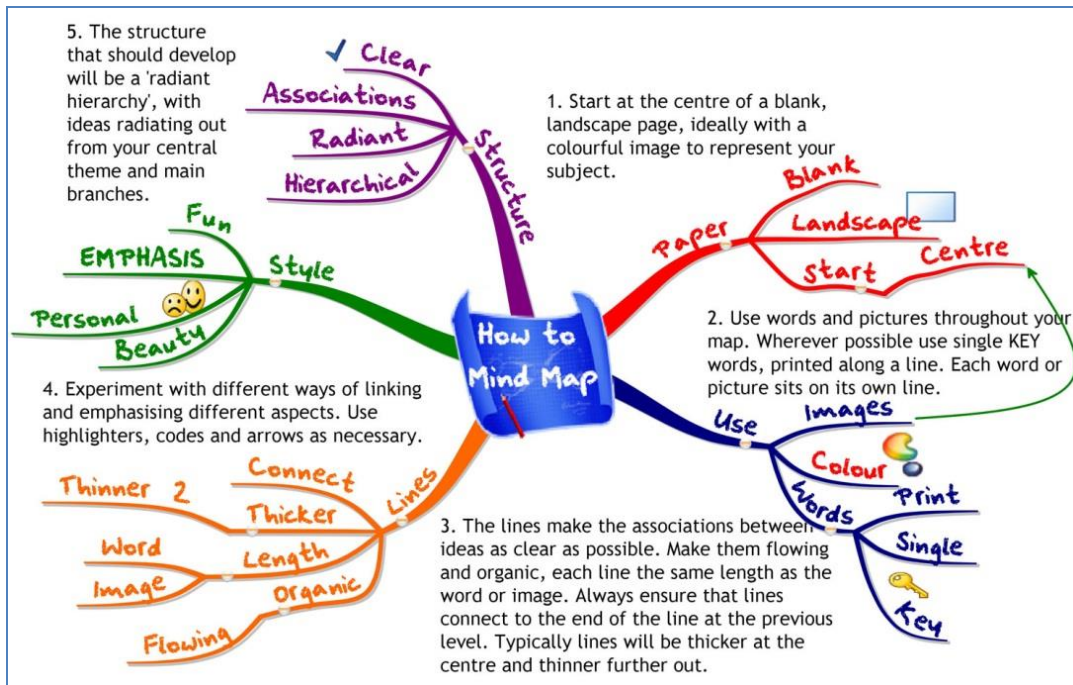 5. The structure
that should develop
will be a 'radiant
hierarchy', with
ideas radiating out
from your central
theme and main
branches.
Clear
Associations
Radiant
Hierarchical
Structure
1. Start at the centre of a blank,
landscape page, ideally with a
colourful image to represent your
subject.
Paper
Blank
Landscape
Start
Centre
How to
Mind Map
Style
Fun
EMPHASIS
Personal
Beauty
2. Use words and pictures throughout your
map. Wherever possible use single KEY
words, printed along a line. Each word or
picture sits on its own line.
Use
Images
Colour
Words
Print
Single
Key
4. Experiment with different ways of linking
and emphasising different aspects. Use
highlighters, codes and arrows as necessary.
Lines
Connect
Thinner 2
Thicker
Length
Word
Image
Organic
Flowing
3. The lines make the associations between
ideas as clear as possible. Make them flowing
and organic, each line the same length as the
word or image. Always ensure that lines
connect to the end of the line at the previous
level. Typically lines will be thicker at the
centre and thinner further out.